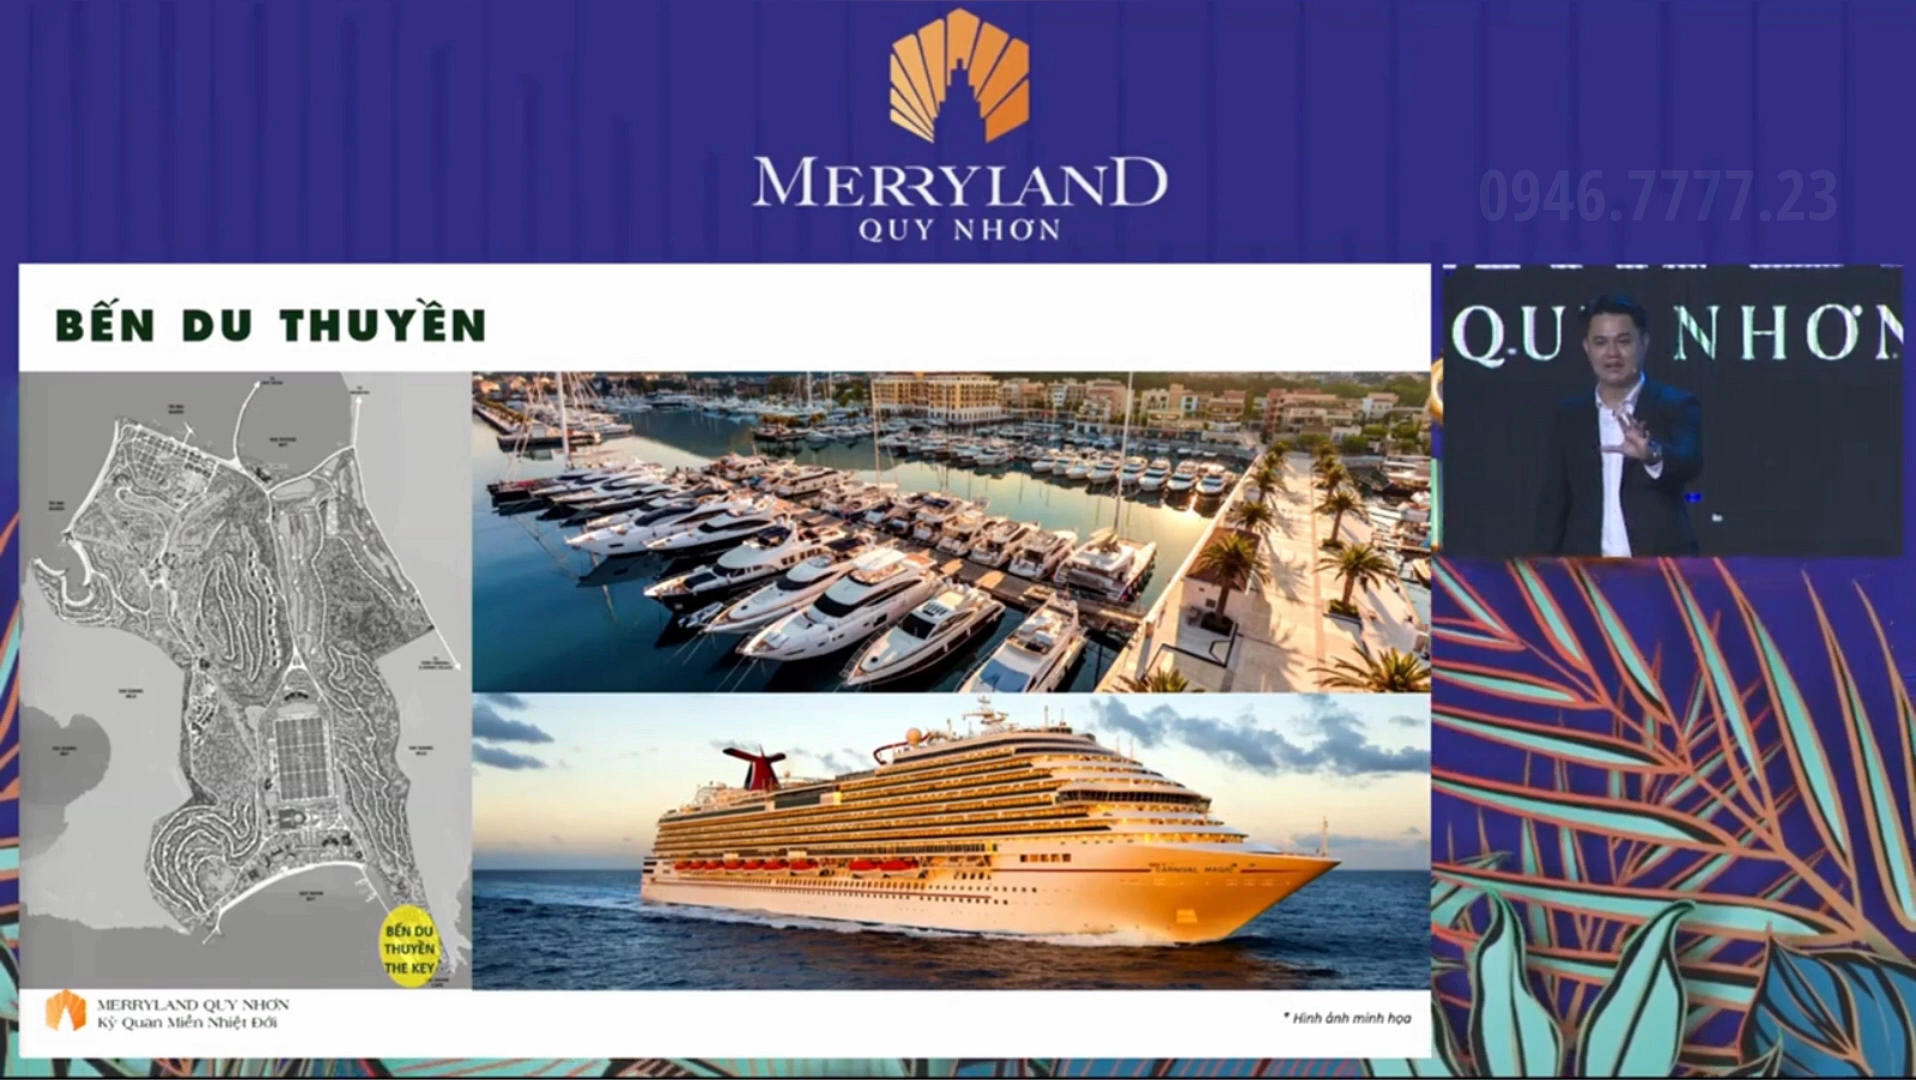 MERRYLAND
QUY NHƠN
0946.7777.23
BẾN DU THUYỀN
QUY NHƠN
CARNIVAL MAGIC
BẾN DU
THUYỀN
THE KEY
MERRYLAND QUY NHƠN
Kỳ Quan Miền Nhiệt Đới
* Hình ảnh minh họa